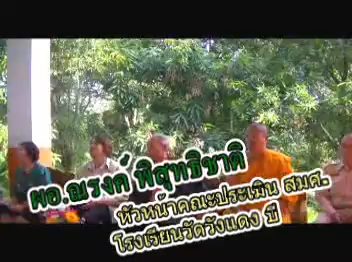 ผอ.ณรงค์ พิสุทธิชาติ
หัวหน้าคณะประเมิน สมศ.
โรงเรียนวัดวังแดง บี